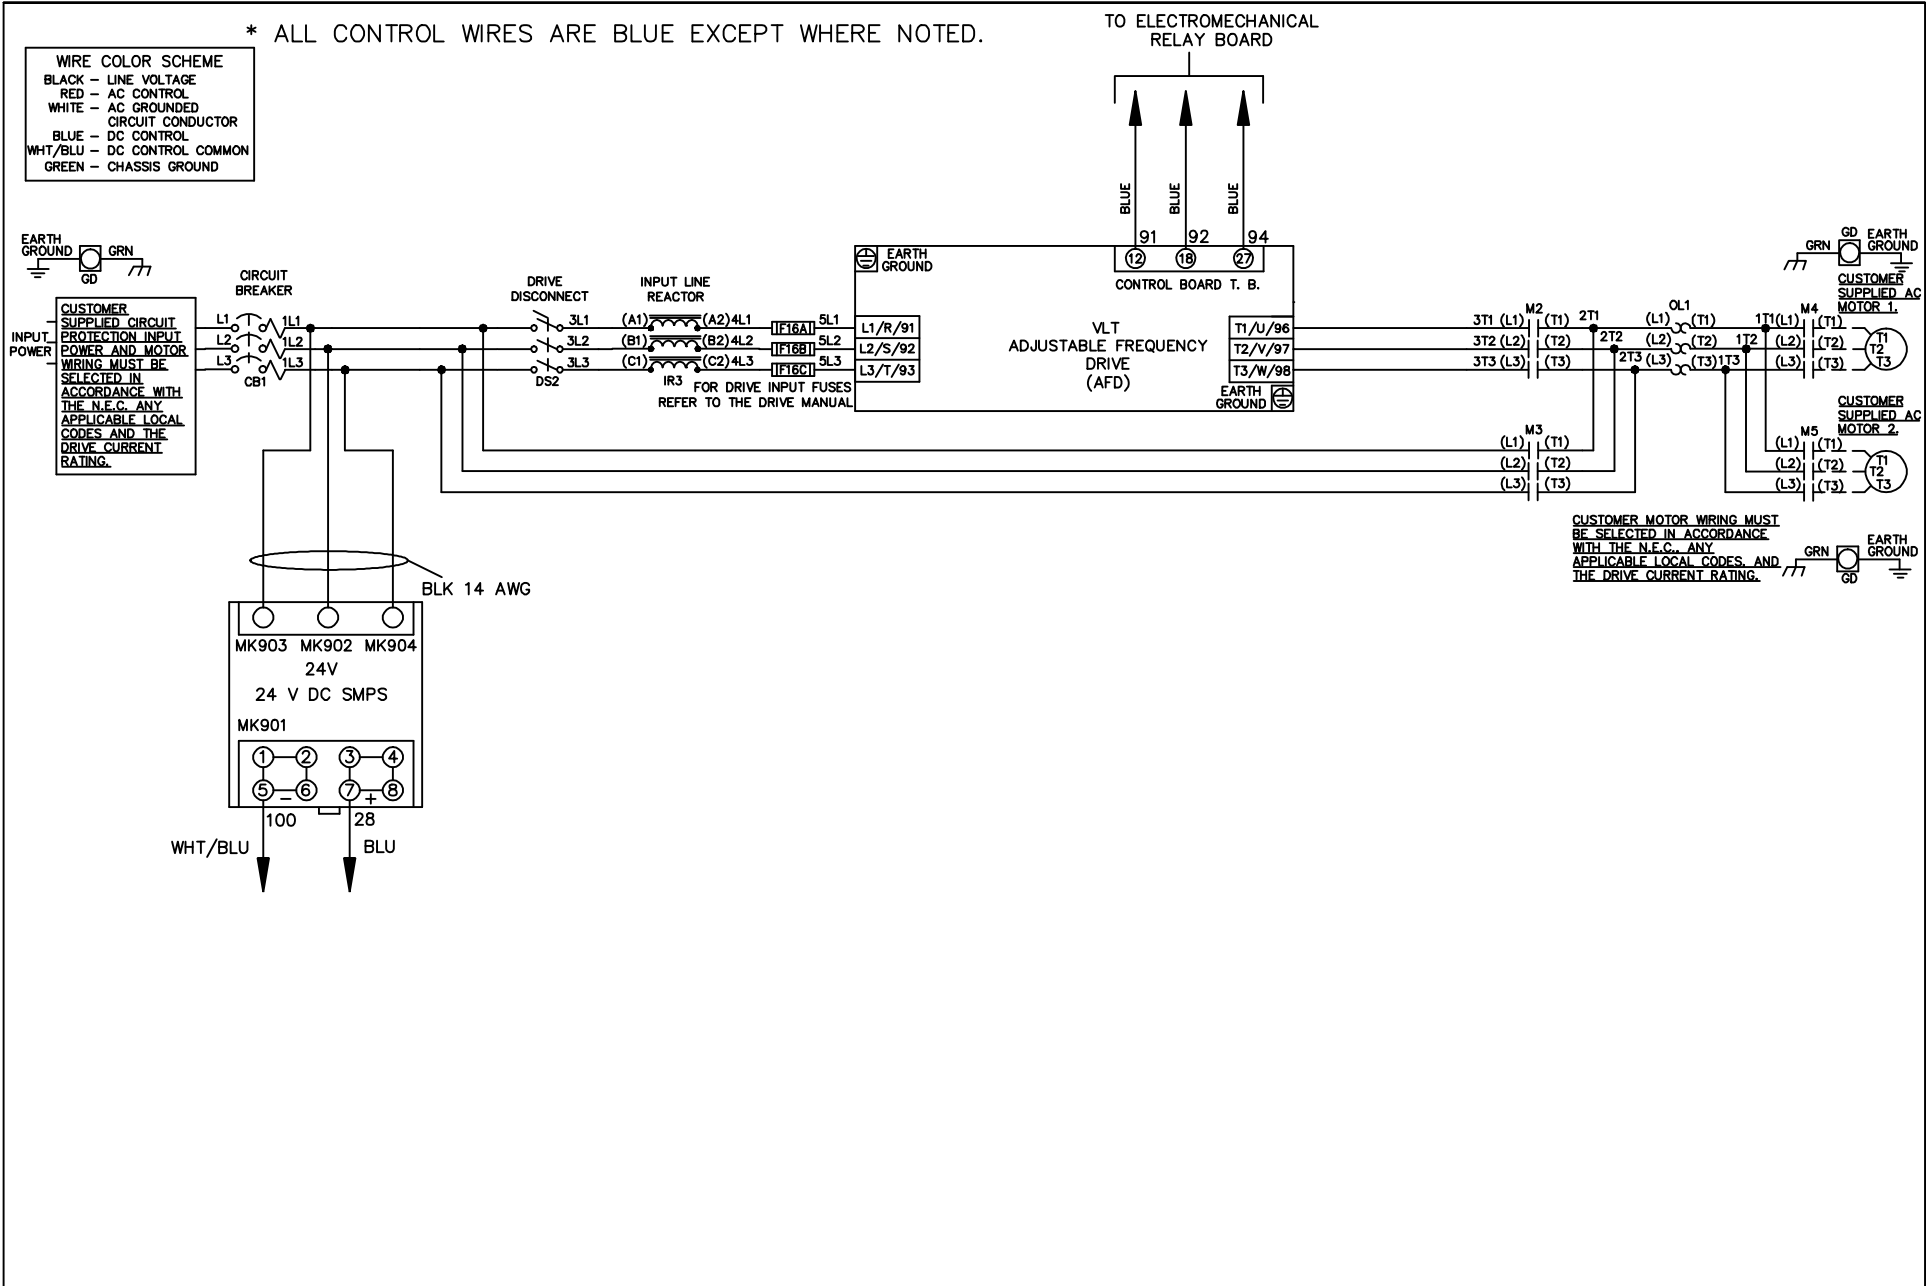 * ALL CONTROL WIRES ARE BLUE EXCEPT WHERE NOTED.
WIRE COLOR SCHEME
BLACK – LINE VOLTAGE
RED – AC CONTROL
WHITE – AC GROUNDED
CIRCUIT CONDUCTOR
BLUE – DC CONTROL
WHT/BLU – DC CONTROL COMMON
GREEN – CHASSIS GROUND
TO ELECTROMECHANICAL
RELAY BOARD
BLUE
BLUE
BLUE
91 92 94
12 18 27
CONTROL BOARD T. B.
EARTH
GROUND
GRN
GD
INPUT
POWER
CUSTOMER
SUPPLIED CIRCUIT
PROTECTION INPUT
POWER AND MOTOR
WIRING MUST BE
SELECTED IN
ACCORDANCE WITH
THE N.E.C. ANY
APPLICABLE LOCAL
CODES AND THE
DRIVE CURRENT
RATING.
CIRCUIT
BREAKER
L1 1L1
L2 1L2
L3 1L3
CB1
DRIVE
DISCONNECT
3L1
3L2
3L3
DS2
INPUT LINE
REACTOR
(A1) (A2) 4L1
(B1) (B2) 4L2
(C1) (C2) 4L3
IR3
F16A 5L1
F16B 5L2
F16C 5L3
FOR DRIVE INPUT FUSES
REFER TO THE DRIVE MANUAL
EARTH
GROUND
L1/R/91
L2/S/92
L3/T/93
VLT
ADJUSTABLE FREQUENCY
DRIVE
(AFD)
T1/U/96
T2/V/97
T3/W/98
EARTH
GROUND
M2
3T1 (L1) (T1) 2T1
3T2 (L2) (T2) 2T2
3T3 (L3) (T3) 2T3
OL1
(L1) (T1) 1T1
(L2) (T2) 1T2
(L3) (T3) 1T3
M4
(L1) (T1)
(L2) (T2)
(L3) (T3)
T1
T2
T3
GRN
GD
EARTH
GROUND
CUSTOMER
SUPPLIED AC
MOTOR 1.
M3
(L1) (T1)
(L2) (T2)
(L3) (T3)
CUSTOMER
SUPPLIED AC
MOTOR 2.
M5
(L1) (T1)
(L2) (T2)
(L3) (T3)
T1
T2
T3
CUSTOMER MOTOR WIRING MUST
BE SELECTED IN ACCORDANCE
WITH THE N.E.C., ANY
APPLICABLE LOCAL CODES, AND
THE DRIVE CURRENT RATING.
GRN
GD
EARTH
GROUND
BLK 14 AWG
MK903 MK902 MK904
24V
24 V DC SMPS
MK901
1 2 3 4
5 6 7 8
– +
100 28
WHT/BLU BLU